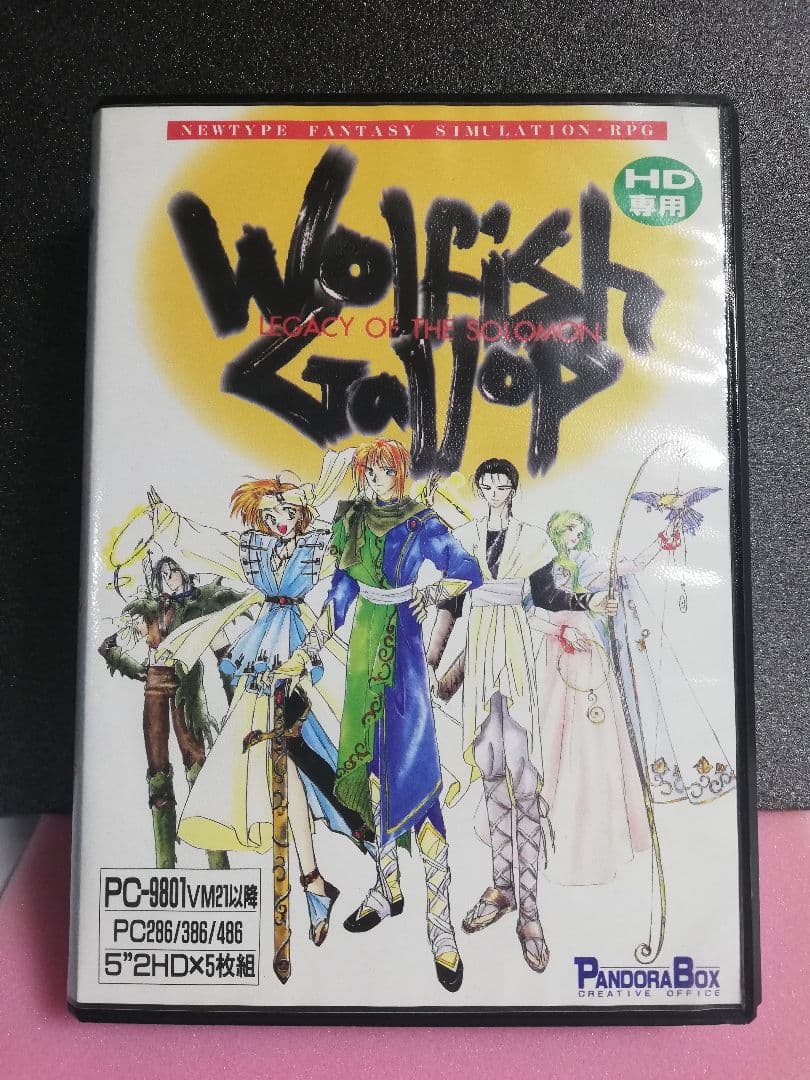 NEWTYPE FANTASY SIMULATION・RPG
HD
専用
Wolfish
LEGACY OF THE SOLOMON
Gallop
PC-9801VM21以降
PC286/386/486
5"2HD×5枚組
PANDORA BOX
CREATIVE OFFICE